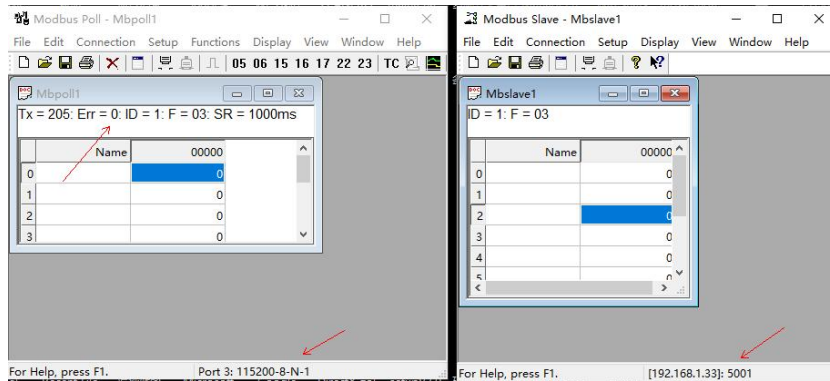 Modbus Poll - Mbpoll1
File Edit Connection Setup Functions Display View Window Help
05 06 15 16 17 22 23 TC
Mbpoll1
Tx = 205: Err = 0: ID = 1: F = 03: SR = 1000ms
Name 00000
0 0
1 0
2 0
3 0
For Help, press F1. Port 3: 115200-8-N-1
Modbus Slave - Mbslave1
File Edit Connection Setup Display View Window Help
Mbslave1
ID = 1: F = 03
Name 00000
0 0
1 0
2 0
3 0
4 0
5 0
For Help, press F1. [192.168.1.33]: 5001